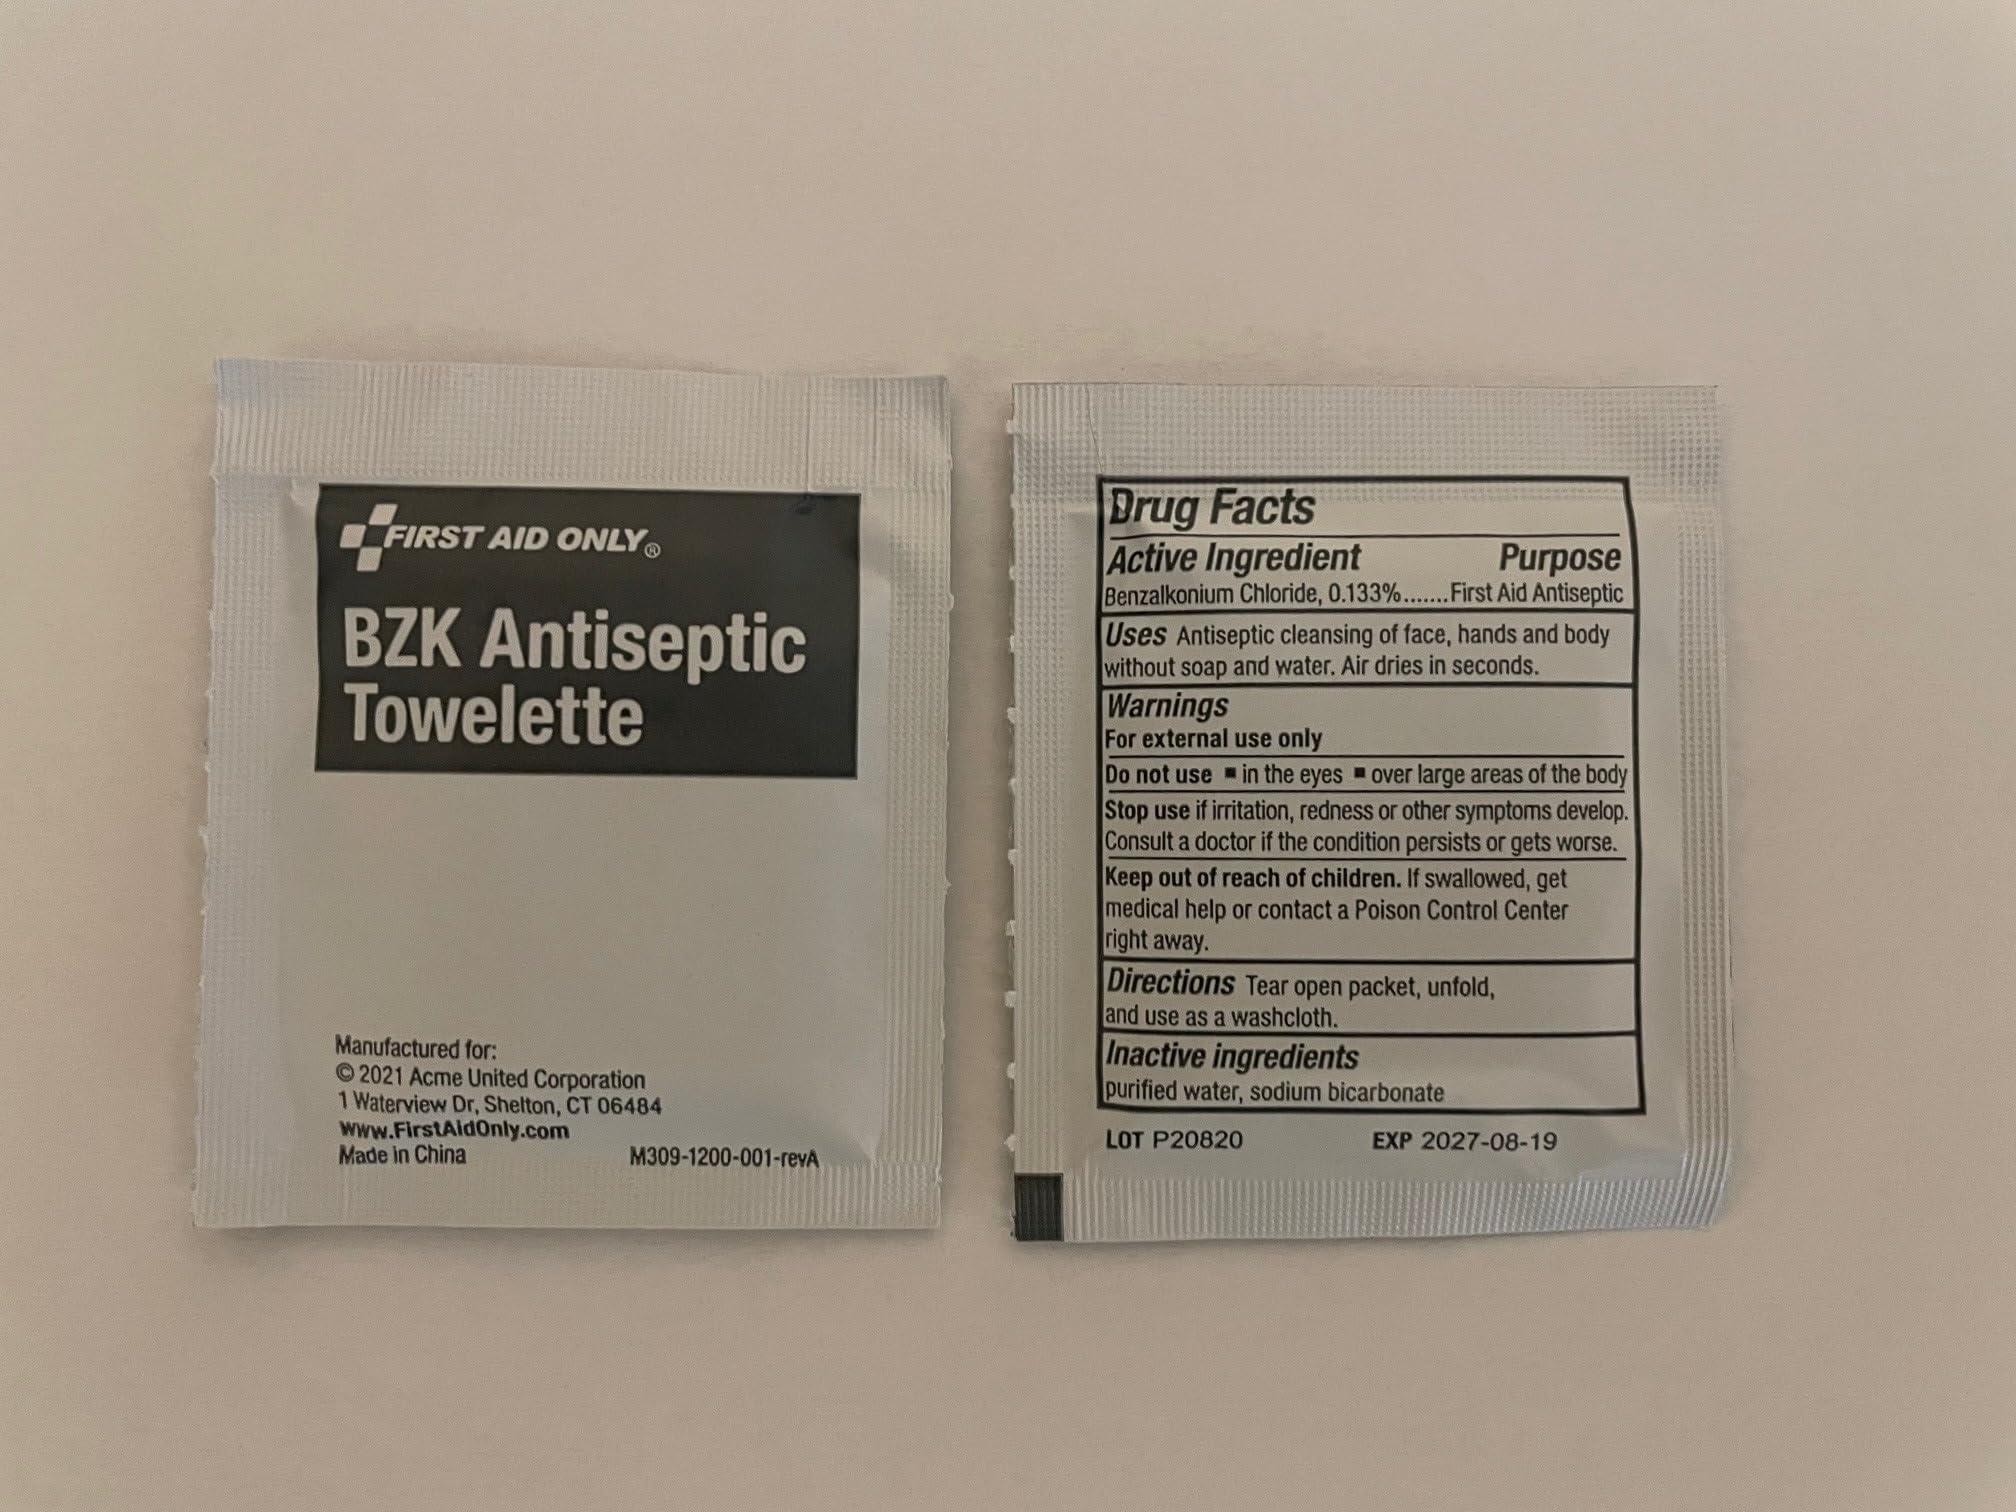 FIRST AID ONLY®
BZK Antiseptic
Towelette
Manufactured for:
© 2021 Acme United Corporation
1 Waterview Dr, Shelton, CT 06484
www.FirstAidOnly.com
Made in China M309-1200-001-revA
Drug Facts
Active Ingredient Purpose
Benzalkonium Chloride, 0.133%.......First Aid Antiseptic
Uses Antiseptic cleansing of face, hands and body
without soap and water. Air dries in seconds.
Warnings
For external use only
Do not use ▪ in the eyes ▪ over large areas of the body
Stop use if irritation, redness or other symptoms develop.
Consult a doctor if the condition persists or gets worse.
Keep out of reach of children. If swallowed, get
medical help or contact a Poison Control Center
right away.
Directions Tear open packet, unfold,
and use as a washcloth.
Inactive ingredients
purified water, sodium bicarbonate
LOT P20820 EXP 2027-08-19